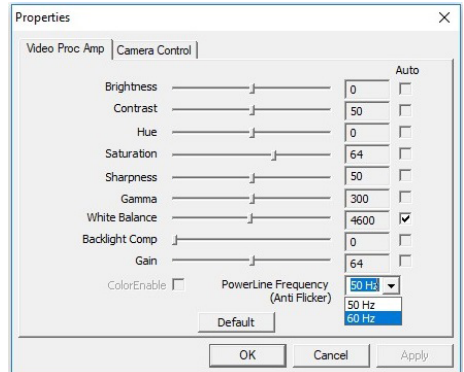 Properties
Video Proc Amp
Camera Control
Auto
Brightness 0
Contrast 50
Hue 0
Saturation 64
Sharpness 50
Gamma 300
White Balance 4600
Backlight Comp 0
Gain 64
ColorEnable PowerLine Frequency 50 Hz
(Anti Flicker)
50 Hz
60 Hz
Default
OK Cancel Apply